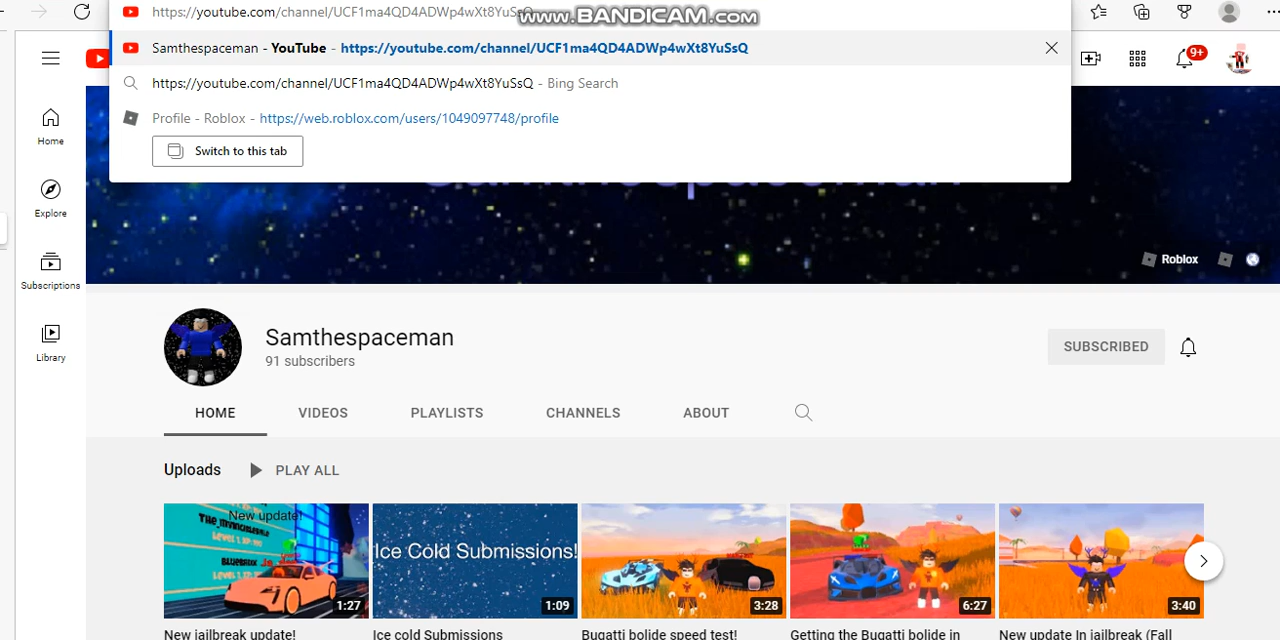 https://youtube.com/channel/UCF1ma4QD4ADWp4wXt8YuSsQ
www.BANDICAM.com
Samthespaceman - YouTube - https://youtube.com/channel/UCF1ma4QD4ADWp4wXt8YuSsQ
https://youtube.com/channel/UCF1ma4QD4ADWp4wXt8YuSsQ - Bing Search
9+
Profile - Roblox - https://web.roblox.com/users/1049097748/profile
Switch to this tab
Home
Explore
Subscriptions
Library
Roblox
Samthespaceman
91 subscribers
SUBSCRIBED
HOME VIDEOS PLAYLISTS CHANNELS ABOUT
Uploads PLAY ALL
New update!
Ice Cold Submissions!
1:27
1:09
3:28
6:27
3:40
New jailbreak update!
Ice cold Submissions
Bugatti bolide speed test!
Getting the Bugatti bolide in
New update In jailbreak (Fall